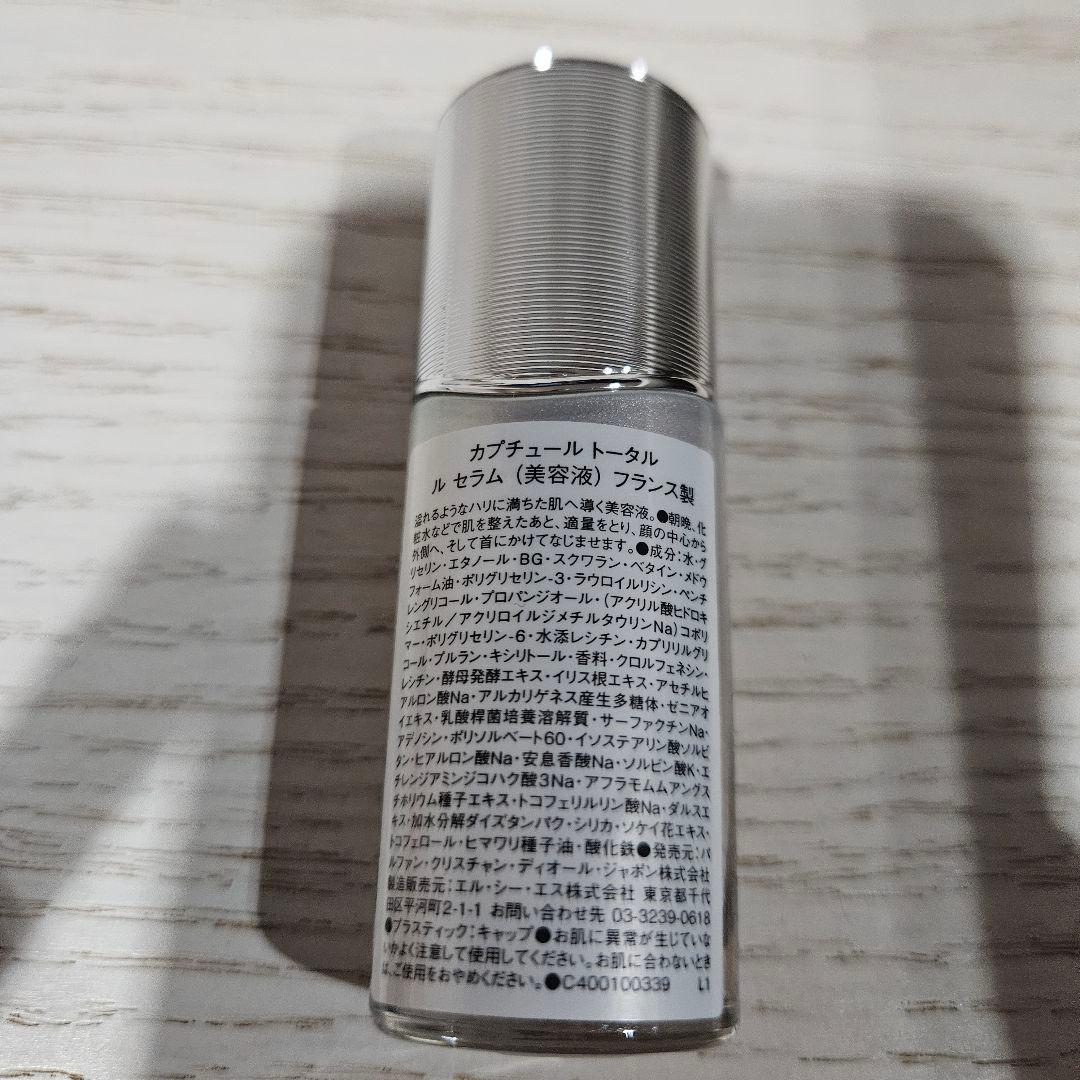 カプチュール トータル
ル セラム（美容液）フランス製
溢れるようなハリに満ちた肌へ導く美容液。●朝晩、化
粧水などで肌を整えたあと、適量をとり、顔の中心から
外側へ、そして首にかけてなじませます。●成分：水・グ
リセリン・エタノール・BG・スクワラン・ベタイン・メドウ
フォーム油・ポリグリセリン-3・ラウロイルリシン・ペンチ
レングリコール・プロパンジオール・（アクリル酸ヒドロキ
シエチル／アクリロイルジメチルタウリンNa）コポリ
マー・ポリグリセリン-6・水添レシチン・カプリリルグリ
コール・プルラン・キシリトール・香料・クロルフェネシン・
レシチン・酵母発酵エキス・イリス根エキス・アセチルヒ
アルロン酸Na・アルカリゲネス産生多糖体・ゼニアオ
イエキス・乳酸桿菌培養溶解質・サーファクチンNa・
アデノシン・ポリソルベート60・イソステアリン酸ソルビ
タン・ヒアルロン酸Na・安息香酸Na・ソルビン酸K・エ
チレンジアミンジコハク酸3Na・アフラモムムアングス
チホリウム種子エキス・トコフェリルリン酸Na・ダルスエ
キス・加水分解ダイズタンパク・シリカ・ソケイ花エキス・
トコフェロール・ヒマワリ種子油・酸化鉄●発売元：パ
ルファン・クリスチャン・ディオール・ジャポン株式会社
製造販売元：エル・シー・エス株式会社 東京都千代
田区平河町2-1-1 お問い合わせ先 03-3239-0618
●プラスティック：キャップ●お肌に異常が生じていな
いかよく注意して使用してください。お肌に合わないとき
は、ご使用をおやめください。●C400100339 L1